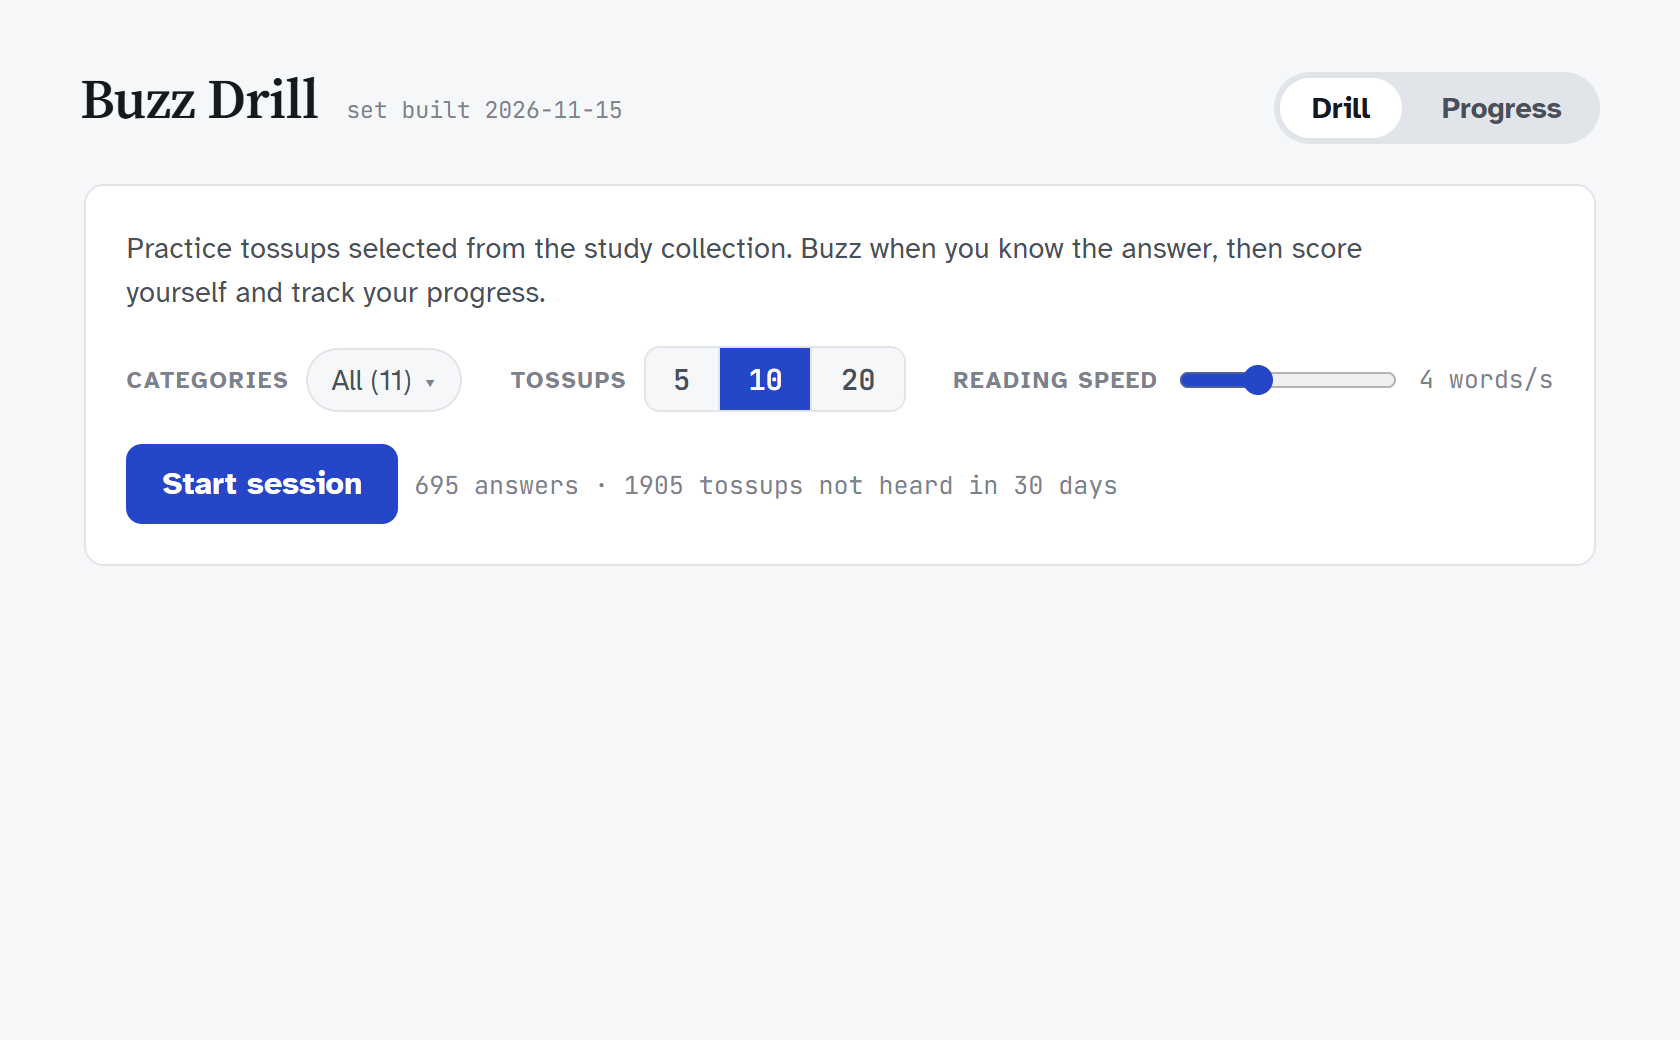 Buzz Drill
set built 2026-11-15
Drill
Progress
Practice tossups selected from the study collection. Buzz when you know the answer, then score
yourself and track your progress.
CATEGORIES
All (11) ▾
TOSSUPS
5
10
20
READING SPEED
4 words/s
Start session
695 answers · 1905 tossups not heard in 30 days